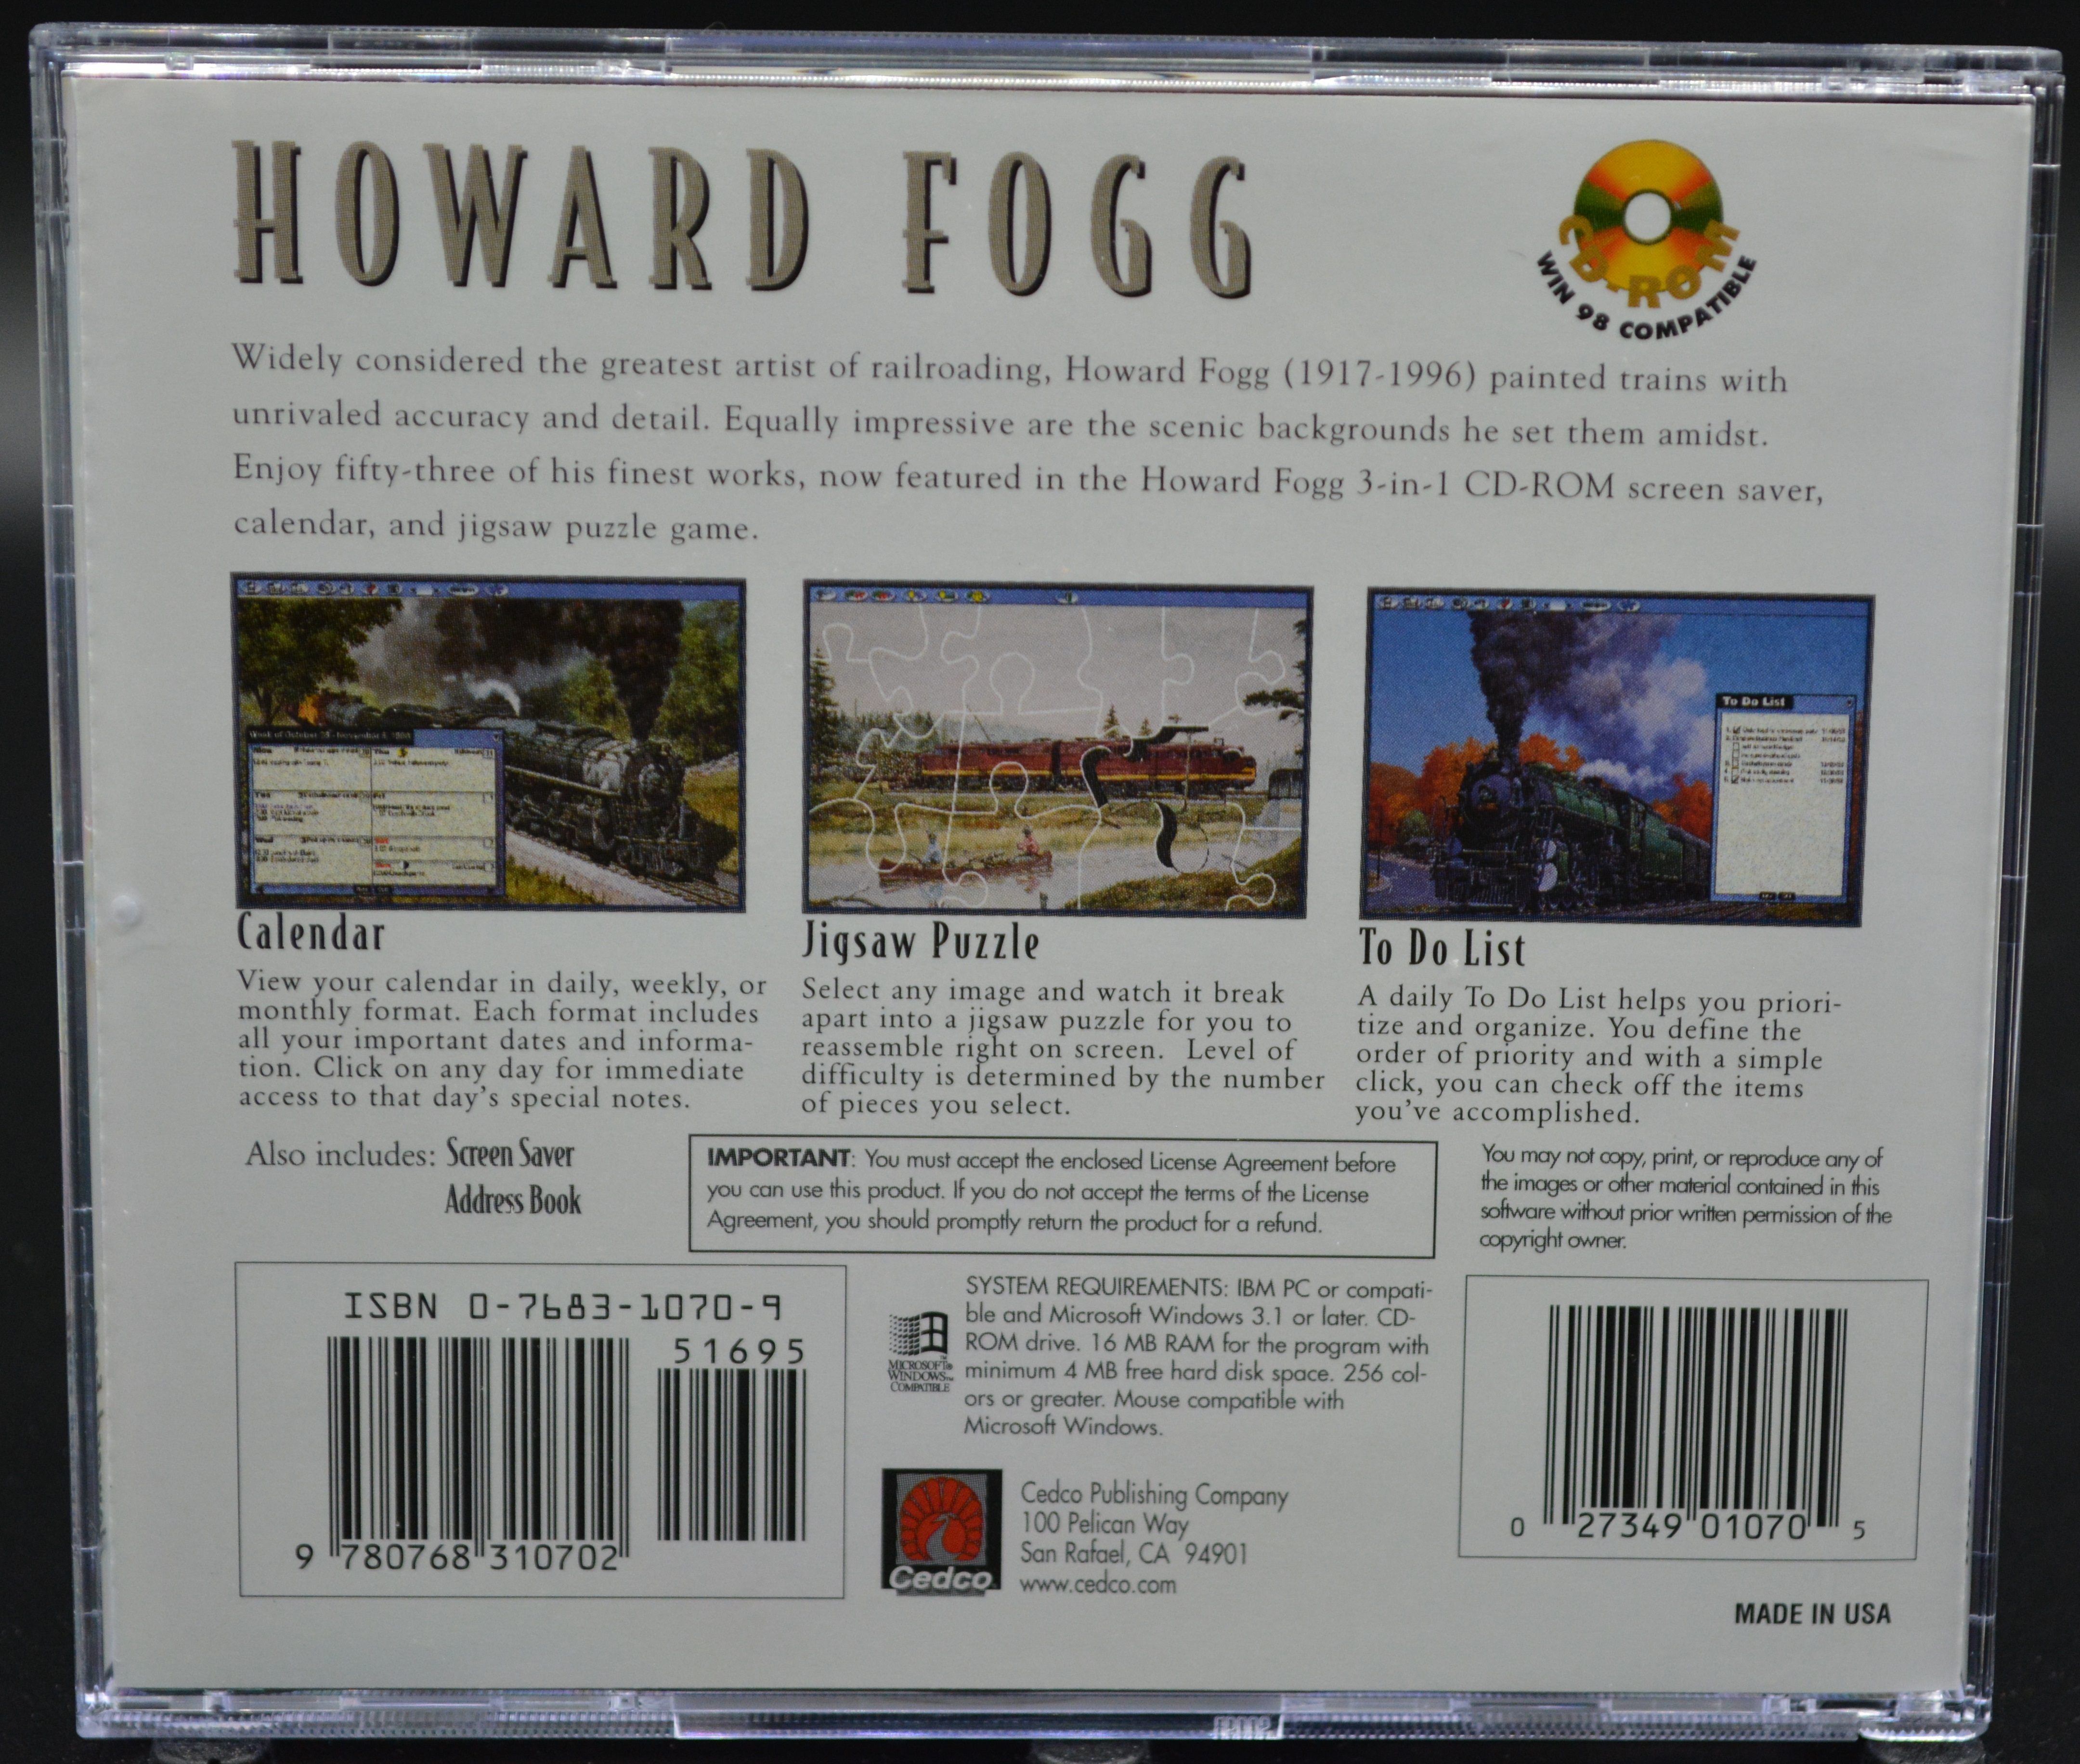 HOWARD FOGG
CD-ROM
WIN 98 COMPATIBLE
Widely considered the greatest artist of railroading, Howard Fogg (1917-1996) painted trains with
unrivaled accuracy and detail. Equally impressive are the scenic backgrounds he set them amidst.
Enjoy fifty-three of his finest works, now featured in the Howard Fogg 3-in-1 CD-ROM screen saver,
calendar, and jigsaw puzzle game.
To Do List
Calendar
View your calendar in daily, weekly, or
monthly format. Each format includes
all your important dates and informa-
tion. Click on any day for immediate
access to that day's special notes.
Jigsaw Puzzle
Select any image and watch it break
apart into a jigsaw puzzle for you to
reassemble right on screen. Level of
difficulty is determined by the number
of pieces you select.
To Do List
A daily To Do List helps you priori-
tize and organize. You define the
order of priority and with a simple
click, you can check off the items
you've accomplished.
Also includes: Screen Saver
Address Book
IMPORTANT: You must accept the enclosed License Agreement before
you can use this product. If you do not accept the terms of the License
Agreement, you should promptly return the product for a refund.
You may not copy, print, or reproduce any of
the images or other material contained in this
software without prior written permission of the
copyright owner.
ISBN 0-7683-1070-9
51695
9 780768 310702
MICROSOFT®
WINDOWS™
COMPATIBLE
SYSTEM REQUIREMENTS: IBM PC or compati-
ble and Microsoft Windows 3.1 or later. CD-
ROM drive. 16 MB RAM for the program with
minimum 4 MB free hard disk space. 256 col-
ors or greater. Mouse compatible with
Microsoft Windows.
Cedco
Cedco Publishing Company
100 Pelican Way
San Rafael, CA 94901
www.cedco.com
0 27349 01070 5
MADE IN USA